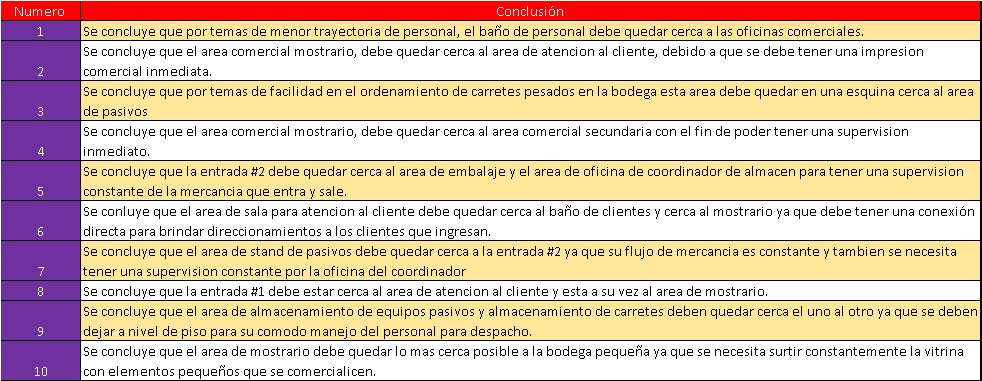 Numero Conclusión
1 Se concluye que por temas de menor trayectoria de personal, el baño de personal debe quedar cerca a las oficinas comerciales.
Se concluye que el area comercial mostrario, debe quedar cerca al area de atencion al cliente, debido a que se debe tener una impresion
2 comercial inmediata.
Se concluye que por temas de facilidad en el ordenamiento de carretes pesados en la bodega esta area debe quedar en una esquina cerca al area
3 de pasivos
Se concluye que el area comercial mostrario, debe quedar cerca al area comercial secundaria con el fin de poder tener una supervision
4 inmediato.
Se concluye que la entrada #2 debe quedar cerca al area de embalaje y el area de oficina de coordinador de almacen para tener una supervision
5 constante de la mercancia que entra y sale.
Se conluye que el area de sala para atencion al cliente debe quedar cerca al baño de clientes y cerca al mostrario ya que debe tener una conexión
6 directa para brindar direccionamientos a los clientes que ingresan.
Se concluye que el area de stand de pasivos debe quedar cerca a la entrada #2 ya que su flujo de mercancia es constante y tambien se necesita
7 tener una supervision constante por la oficina del coordinador
8 Se concluye que la entrada #1 debe estar cerca al area de atencion al cliente y esta a su vez al area de mostrario.
Se concluye que el area de almacenamiento de equipos pasivos y almacenamiento de carretes deben quedar cerca el uno al otro ya que se deben
9 dejar a nivel de piso para su comodo manejo del personal para despacho.
Se concluye que el area de mostrario debe quedar lo mas cerca posible a la bodega pequeña ya que se necesita surtir constantemente la vitrina
10 con elementos pequeños que se comercialicen.